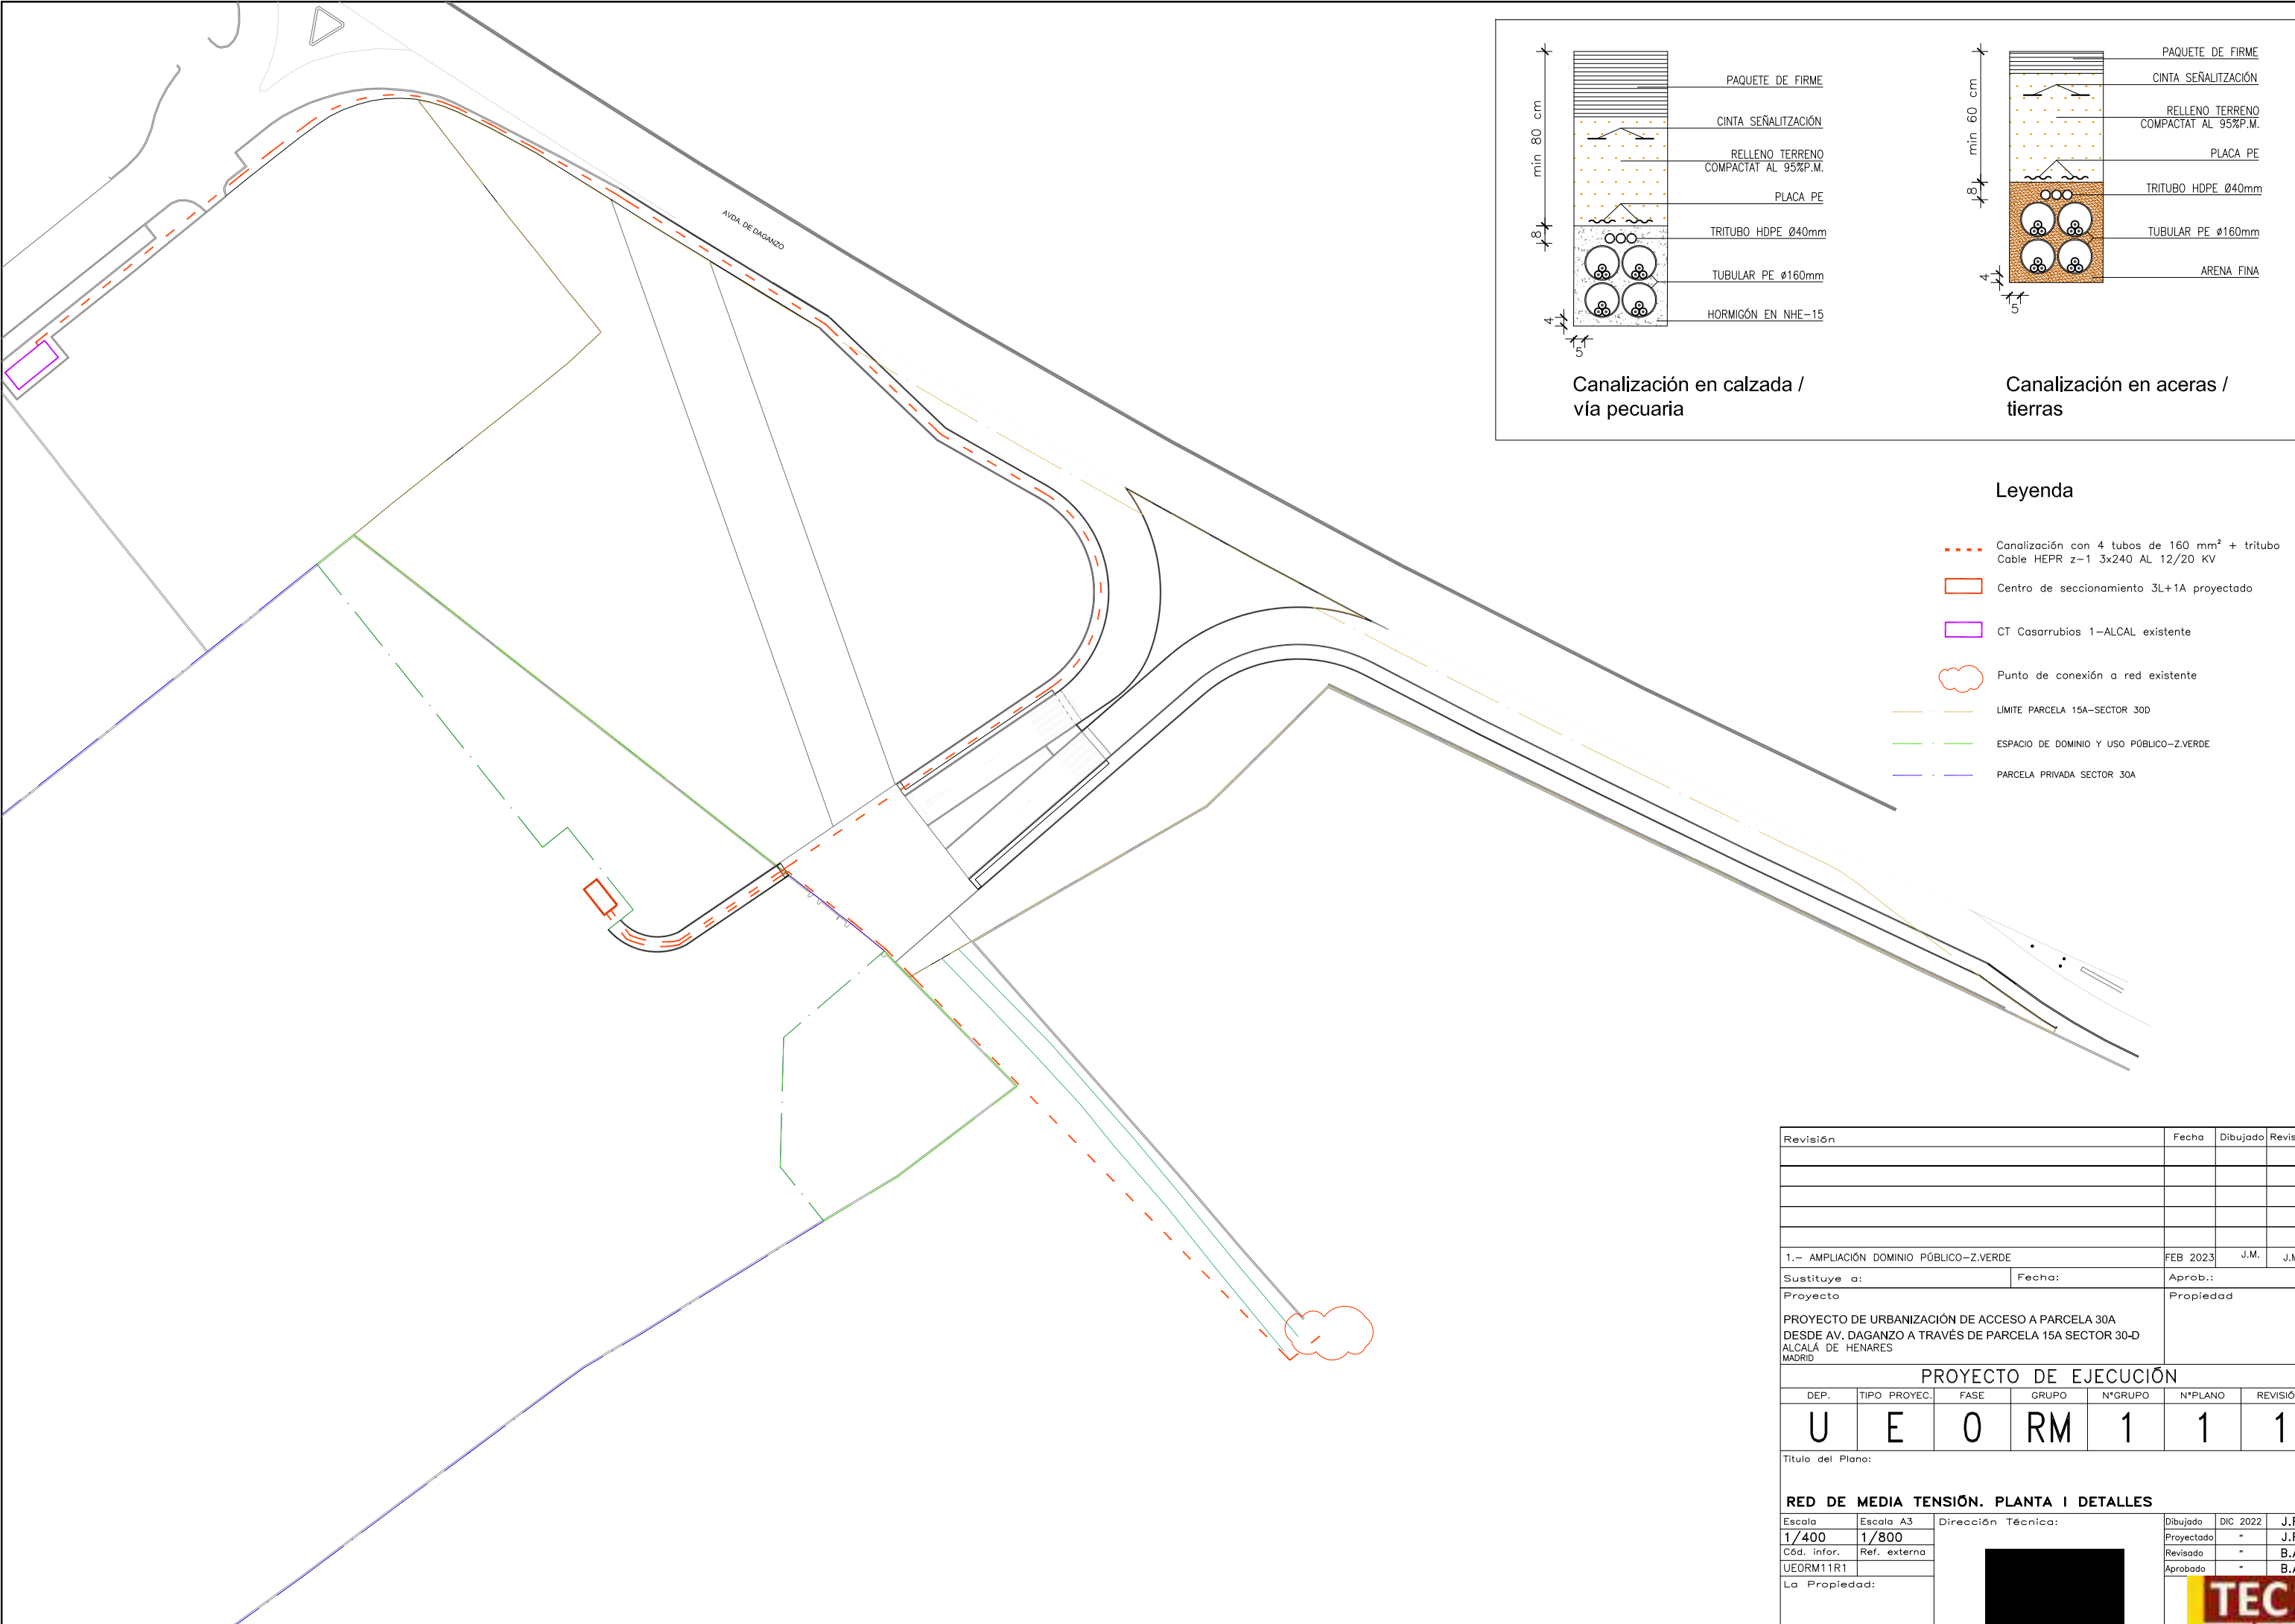 AVDA. DE DAGANZO
min 80 cm
8
4
5
PAQUETE DE FIRME
CINTA SEÑALITZACIÓN
RELLENO TERRENO
COMPACTAT AL 95%P.M.
PLACA PE
TRITUBO HDPE Ø40mm
TUBULAR PE ø160mm
HORMIGÓN EN NHE-15
Canalización en calzada /
vía pecuaria
min 60 cm
8
4
5
PAQUETE DE FIRME
CINTA SEÑALITZACIÓN
RELLENO TERRENO
COMPACTAT AL 95%P.M.
PLACA PE
TRITUBO HDPE Ø40mm
TUBULAR PE ø160mm
ARENA FINA
Canalización en aceras /
tierras
Leyenda
Canalización con 4 tubos de 160 mm² + tritubo
Cable HEPR z-1 3x240 AL 12/20 KV
Centro de seccionamiento 3L+1A proyectado
CT Casarrubios 1-ALCAL existente
Punto de conexión a red existente
LÍMITE PARCELA 15A-SECTOR 30D
ESPACIO DE DOMINIO Y USO PÚBLICO-Z.VERDE
PARCELA PRIVADA SECTOR 30A
Revisión Fecha Dibujado Revis
1.- AMPLIACIÓN DOMINIO PÚBLICO-Z.VERDE FEB 2023 J.M. J.M
Sustituye a: Fecha: Aprob.:
Proyecto Propiedad
PROYECTO DE URBANIZACIÓN DE ACCESO A PARCELA 30A
DESDE AV. DAGANZO A TRAVÉS DE PARCELA 15A SECTOR 30-D
ALCALÁ DE HENARES
MADRID
PROYECTO DE EJECUCIÓN
DEP. TIPO PROYEC. FASE GRUPO NºGRUPO NºPLANO REVISIÓ
U E 0 RM 1 1 1
Titulo del Plano:
RED DE MEDIA TENSIÓN. PLANTA I DETALLES
Escala Escala A3 Dirección Técnica: Dibujado DIC 2022 J.F
1/400 1/800 Proyectado " J.F
Cód. infor. Ref. externa Revisado " B.A
UE0RM11R1 Aprobado " B.A
La Propiedad:
TEC